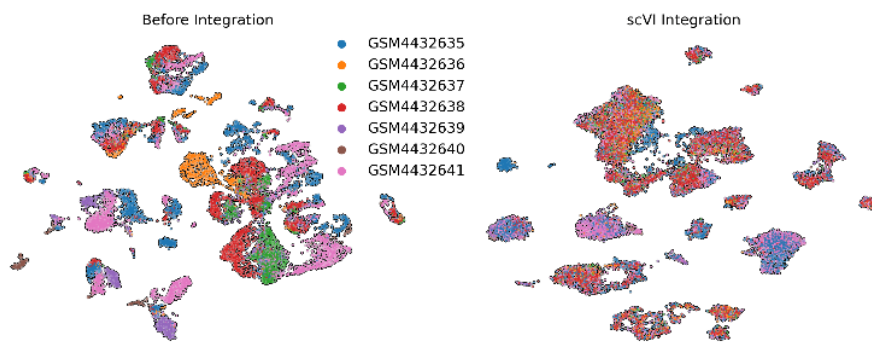 Before Integration
scVI Integration
GSM4432635
GSM4432636
GSM4432637
GSM4432638
GSM4432639
GSM4432640
GSM4432641